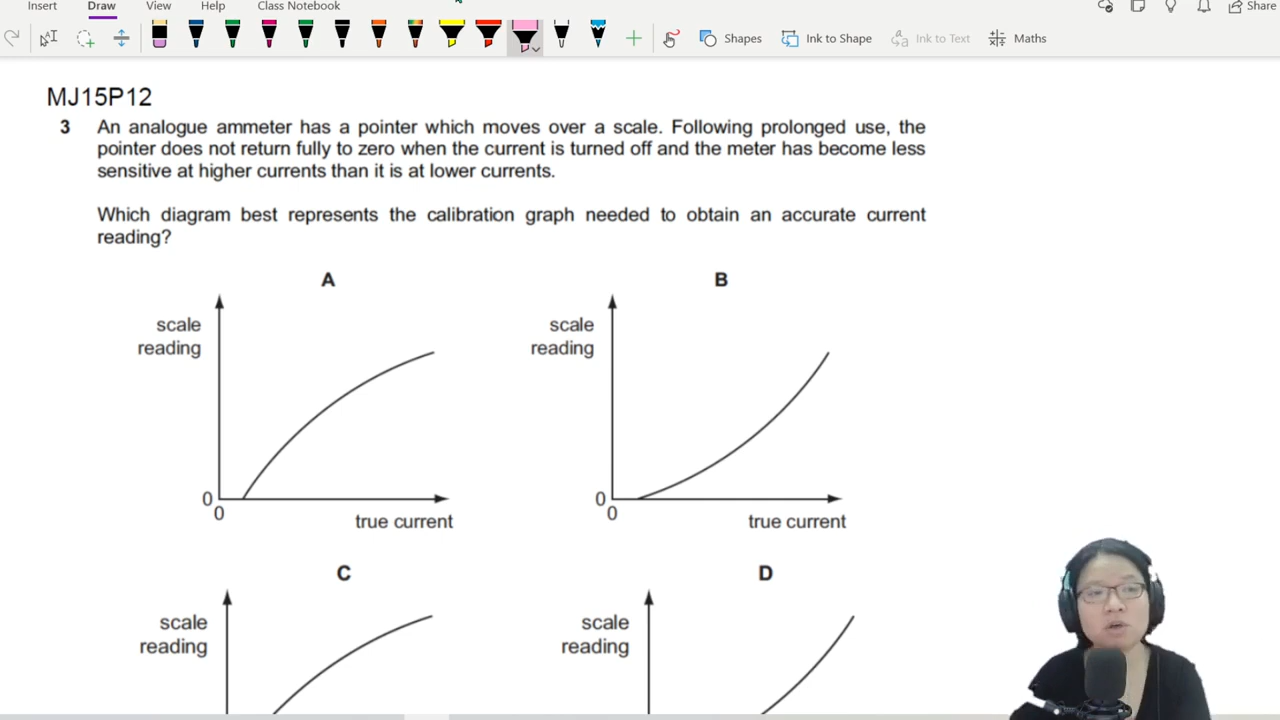 Insert Draw View Help Class Notebook Share
Shapes Ink to Shape Ink to Text Maths
MJ15P12
3 An analogue ammeter has a pointer which moves over a scale. Following prolonged use, the
pointer does not return fully to zero when the current is turned off and the meter has become less
sensitive at higher currents than it is at lower currents.
Which diagram best represents the calibration graph needed to obtain an accurate current
reading?
A
scale
reading
0
0
true current
B
scale
reading
0
0
true current
C
scale
reading
D
scale
reading